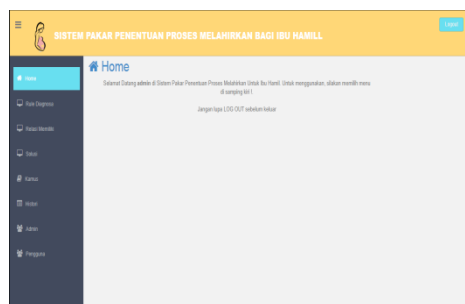 SISTEM PAKAR PENENTUAN PROSES MELAHIRKAN BAGI IBU HAMILL
Logout
Home
Home
Selamat Datang admin di Sistem Pakar Penentuan Proses Melahirkan Untuk Ibu Hamil. Untuk menggunakan, silakan memilih menu
di samping kiri !.
Jangan lupa LOG OUT sebelum keluar
Rule Diagnosa
Solusi
Kamus
Admin
Pengguna